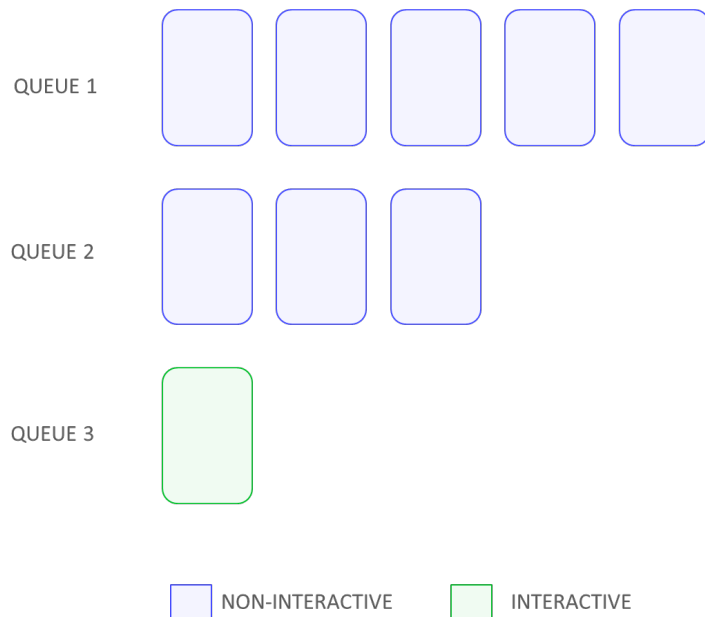 QUEUE 1
QUEUE 2
QUEUE 3
NON-INTERACTIVE
INTERACTIVE